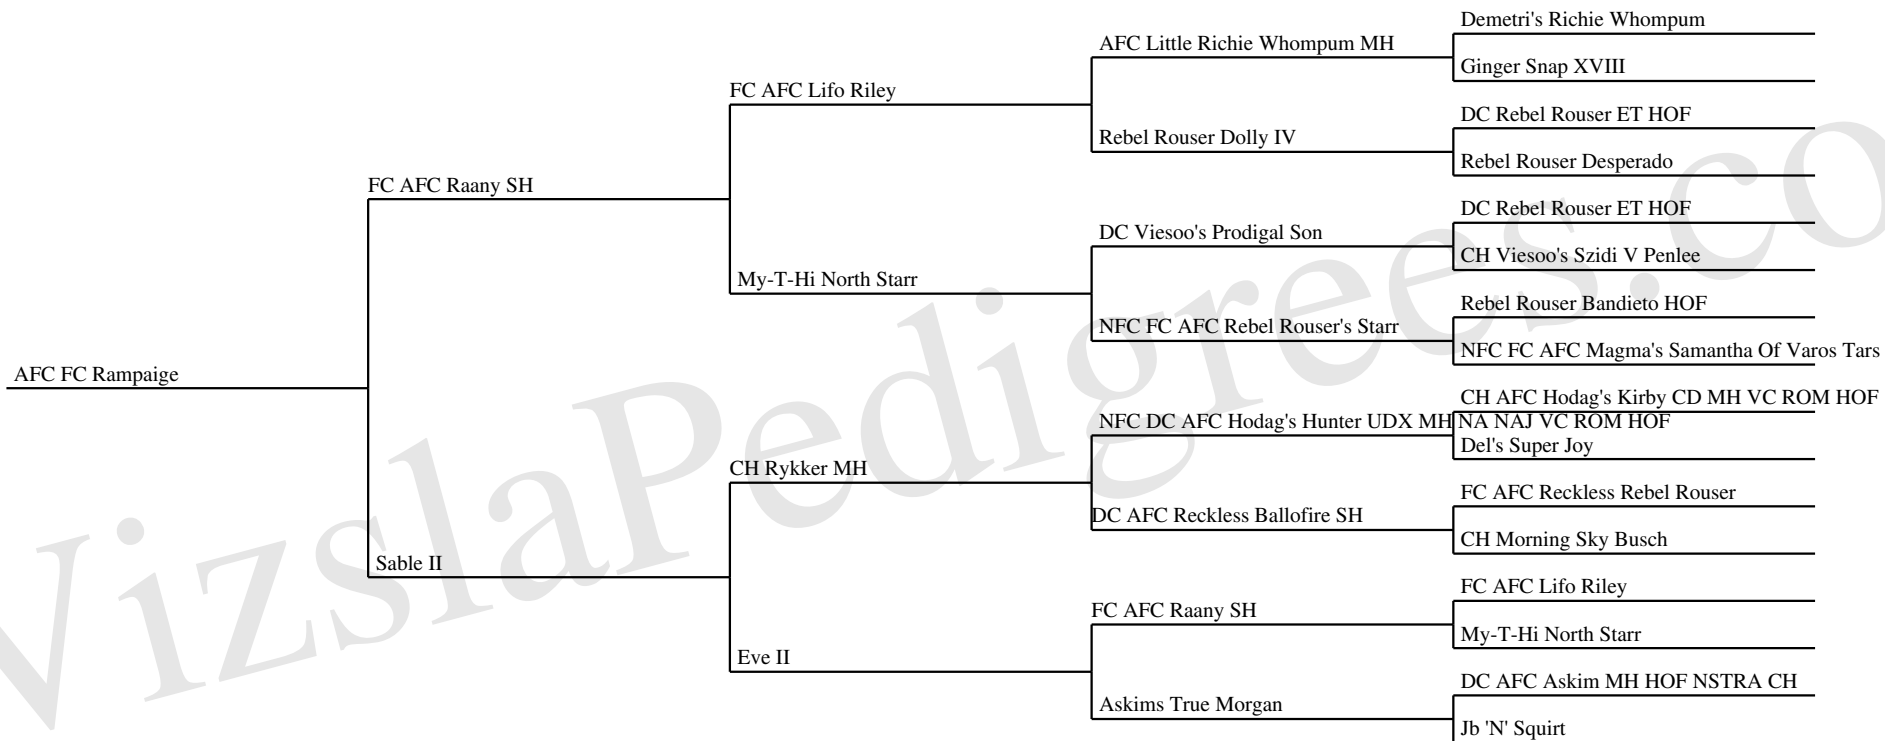 Demetri's Richie Whompum
AFC Little Richie Whompum MH
Ginger Snap XVIII
FC AFC Lifo Riley
DC Rebel Rouser ET HOF
Rebel Rouser Dolly IV
Rebel Rouser Desperado
FC AFC Raany SH
DC Rebel Rouser ET HOF
DC Viesoo's Prodigal Son
CH Viesoo's Szidi V Penlee
My-T-Hi North Starr
Rebel Rouser Bandieto HOF
NFC FC AFC Rebel Rouser's Starr
NFC FC AFC Magma's Samantha Of Varos Tars
AFC FC Rampaige
CH AFC Hodag's Kirby CD MH VC ROM HOF
NFC DC AFC Hodag's Hunter UDX MH NA NAJ VC ROM HOF
Del's Super Joy
CH Rykker MH
FC AFC Reckless Rebel Rouser
DC AFC Reckless Ballofire SH
CH Morning Sky Busch
Sable II
FC AFC Lifo Riley
FC AFC Raany SH
My-T-Hi North Starr
Eve II
DC AFC Askim MH HOF NSTRA CH
Askims True Morgan
Jb 'N' Squirt
VizslaPedigrees.co